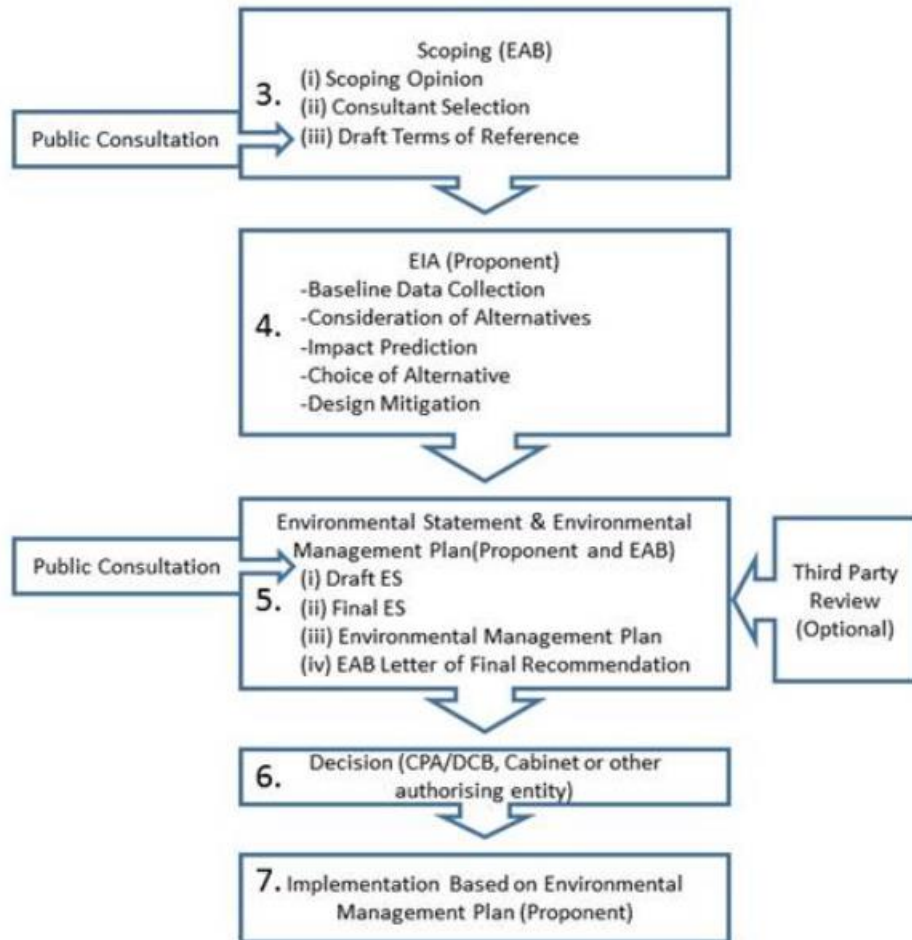 Scoping (EAB)
3.
(i) Scoping Opinion
(ii) Consultant Selection
(iii) Draft Terms of Reference
Public Consultation
EIA (Proponent)
4.
-Baseline Data Collection
-Consideration of Alternatives
-Impact Prediction
-Choice of Alternative
-Design Mitigation
Environmental Statement & Environmental
Management Plan(Proponent and EAB)
5.
(i) Draft ES
(ii) Final ES
(iii) Environmental Management Plan
(iv) EAB Letter of Final Recommendation
Public Consultation
Third Party
Review
(Optional)
6.
Decision (CPA/DCB, Cabinet or other
authorising entity)
7. Implementation Based on Environmental
Management Plan (Proponent)